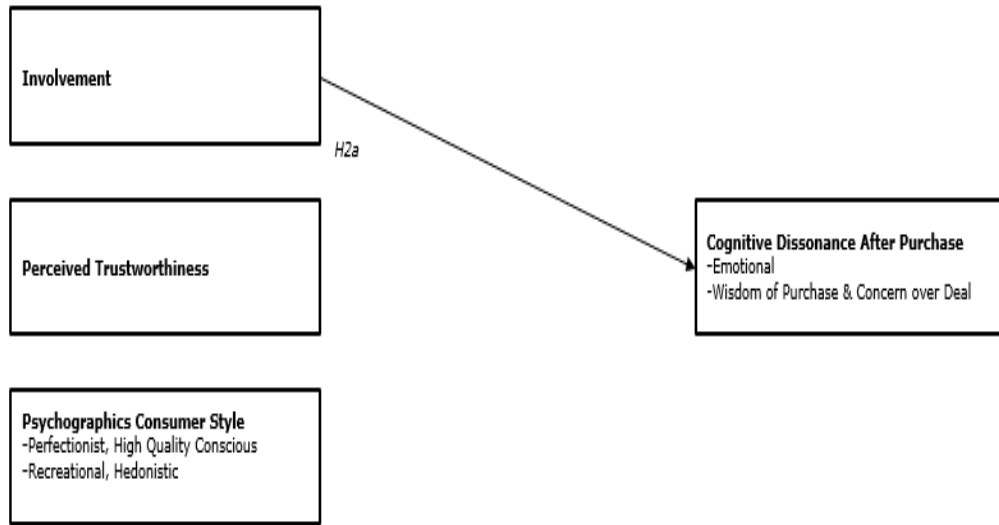 Involvement
H2a
Perceived Trustworthiness
Cognitive Dissonance After Purchase
-Emotional
-Wisdom of Purchase & Concern over Deal
Psychographics Consumer Style
-Perfectionist, High Quality Conscious
-Recreational, Hedonistic